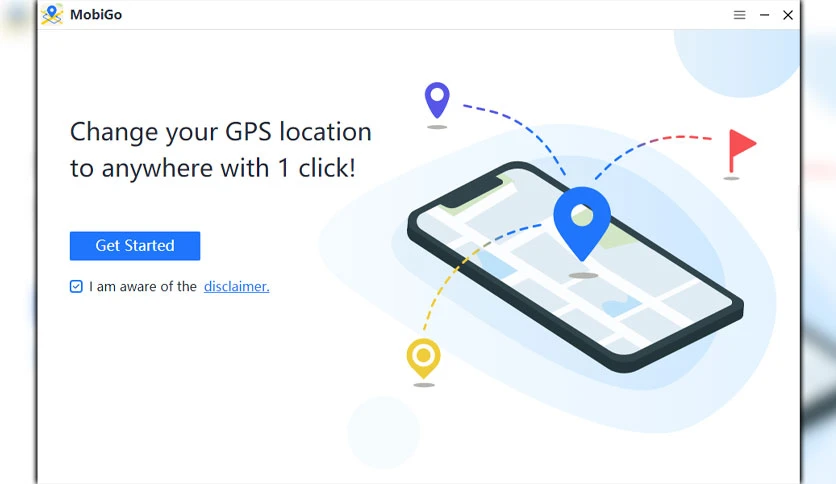 MobiGo
Change your GPS location
to anywhere with 1 click!
Get Started
I am aware of the disclaimer.